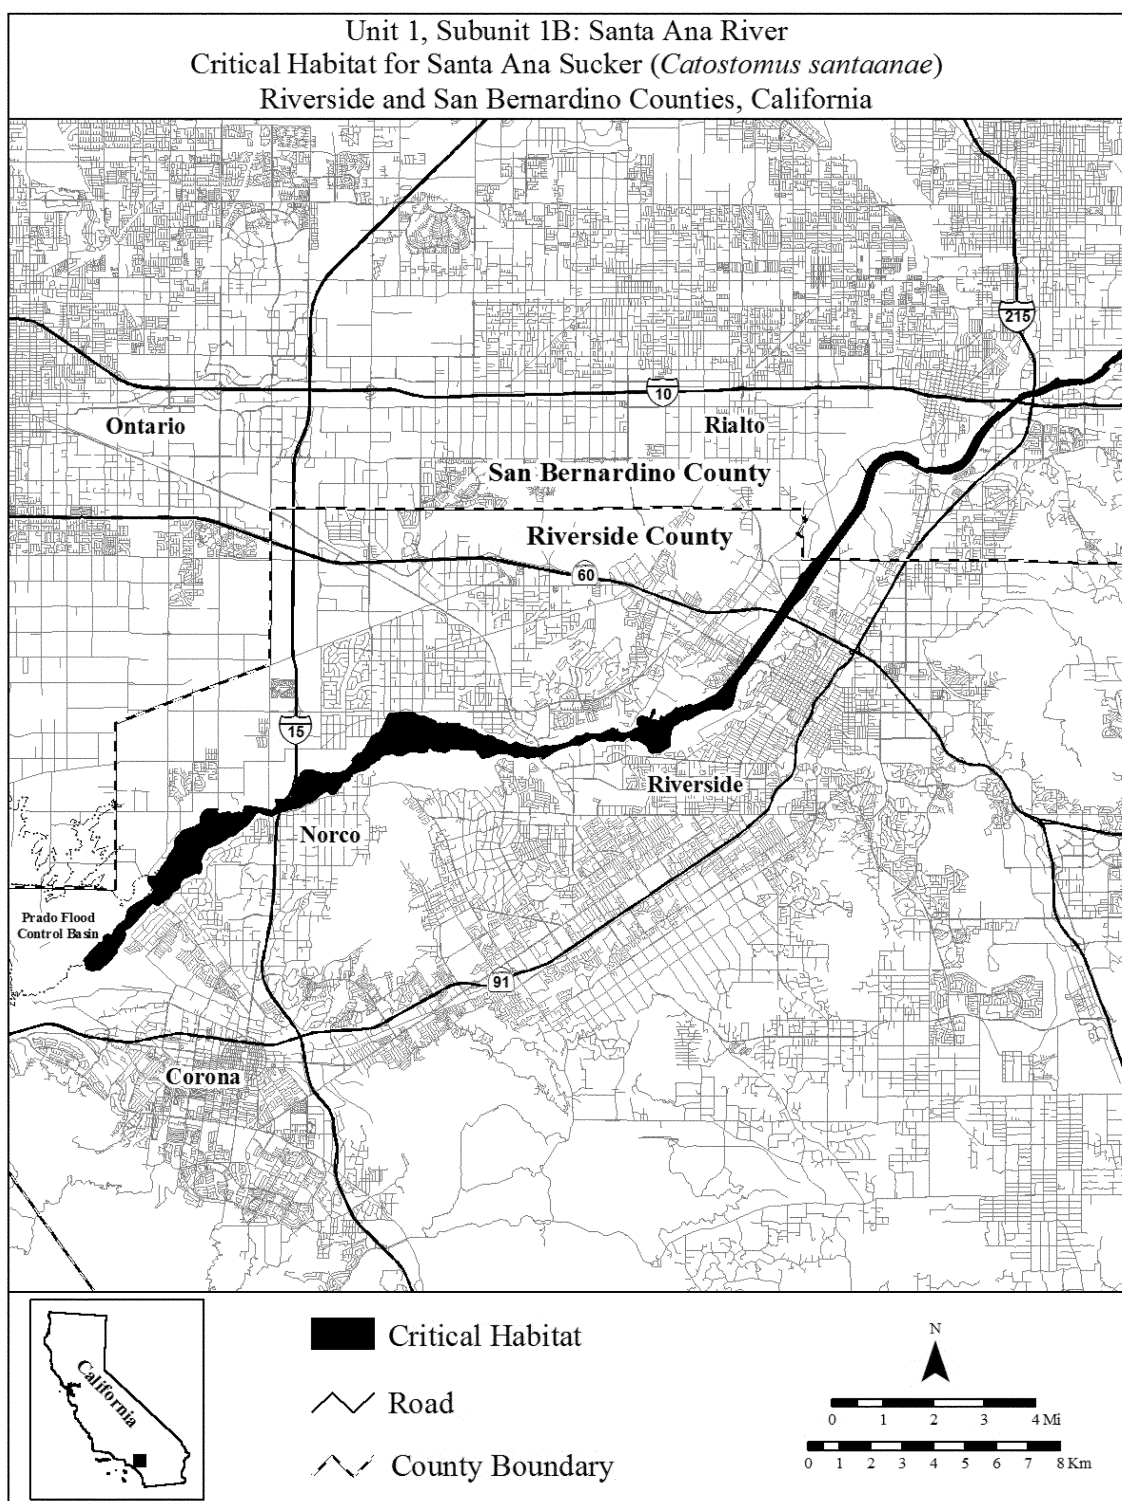 Unit 1, Subunit 1B: Santa Ana River
Critical Habitat for Santa Ana Sucker (Catostomus santaanae)
Riverside and San Bernardino Counties, California
215
10
Ontario
Rialto
San Bernardino County
Riverside County
60
15
Riverside
Norco
Prado Flood
Control Basin
91
Corona
California
Critical Habitat
Road
County Boundary
N
0 1 2 3 4 Mi
0 1 2 3 4 5 6 7 8 Km